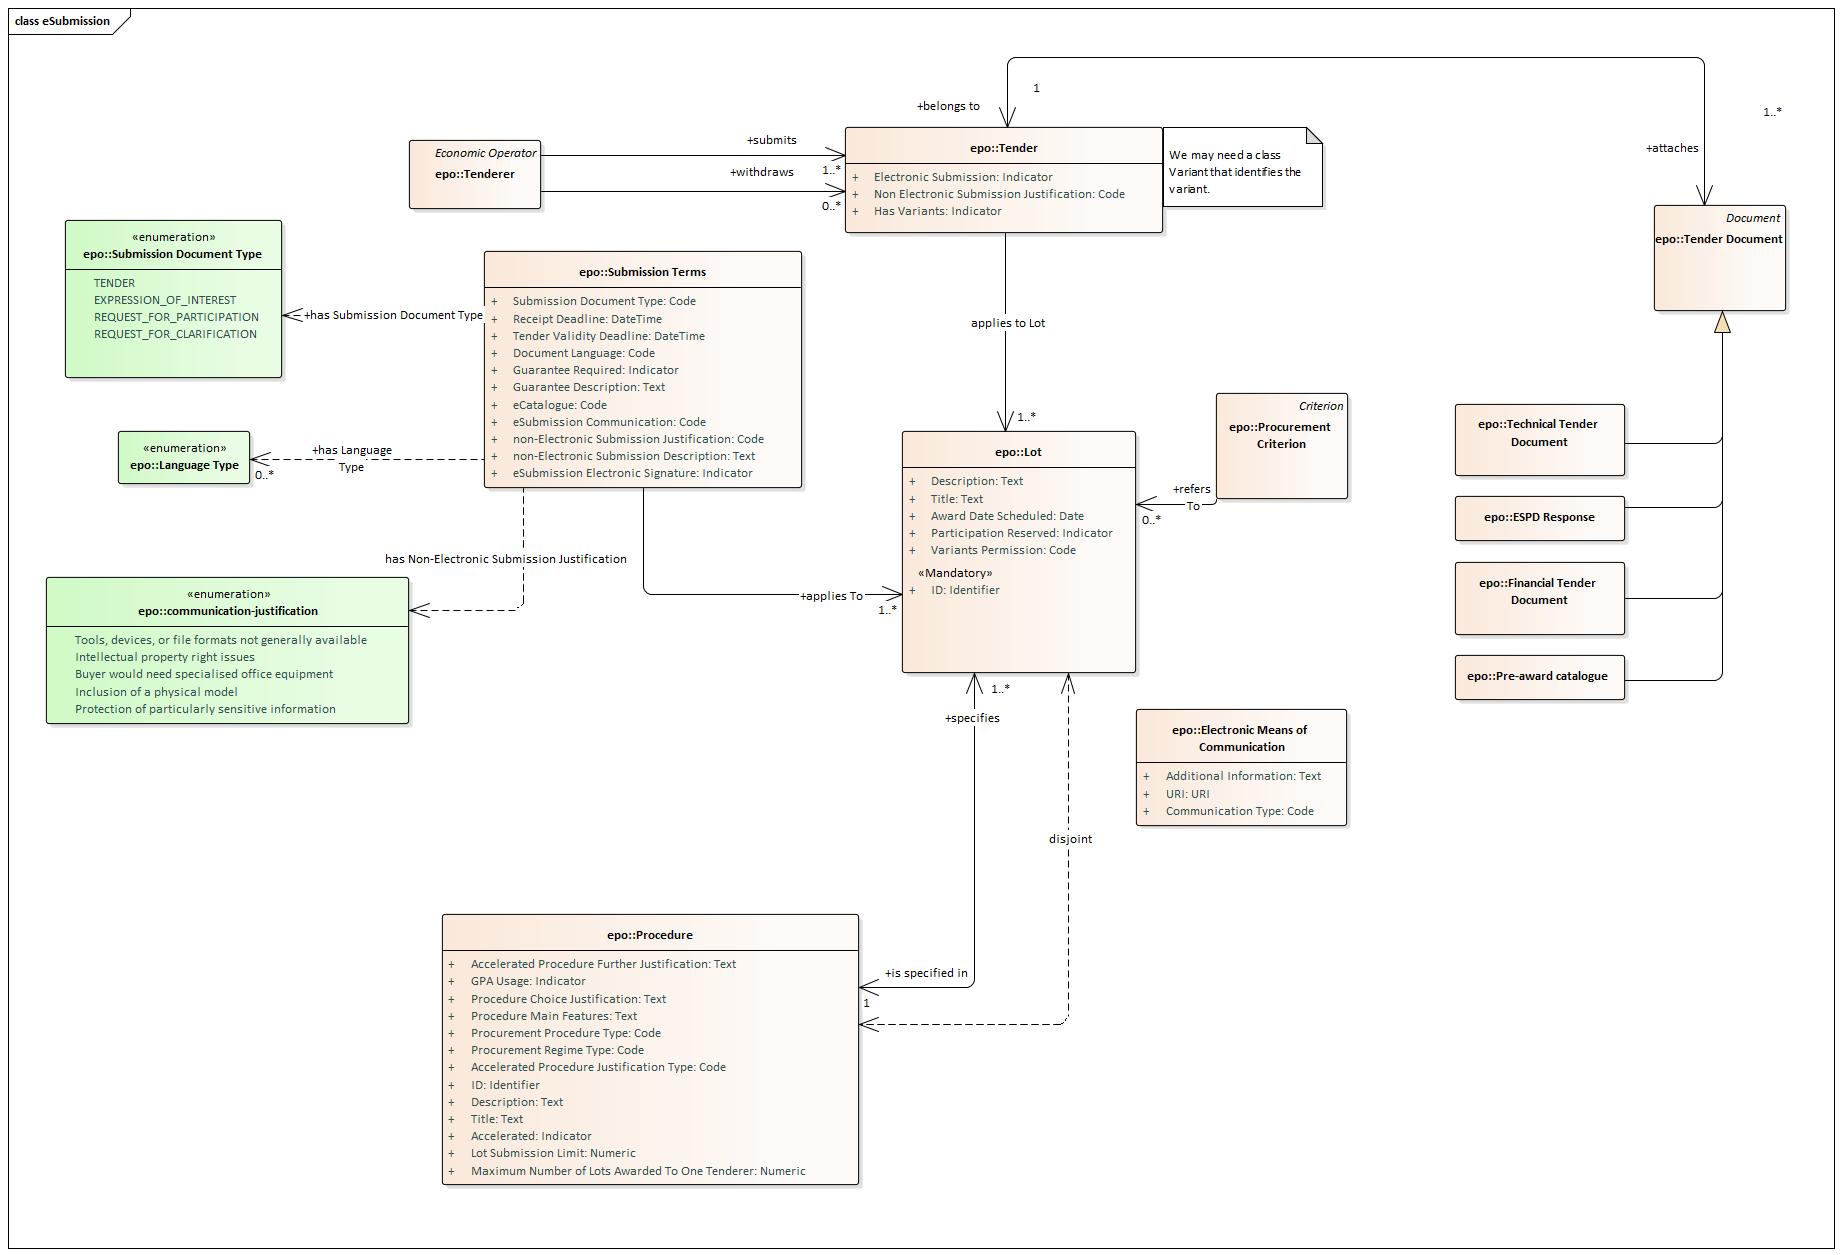 class eSubmission
1
+belongs to
1..*
+attaches
+submits
1..*
+withdraws
0..*
Economic Operator
epo::Tenderer
epo::Tender
+ Electronic Submission: Indicator
+ Non Electronic Submission Justification: Code
+ Has Variants: Indicator
We may need a class
Variant that identifies the
variant.
Document
epo::Tender Document
«enumeration»
epo::Submission Document Type
TENDER
EXPRESSION_OF_INTEREST
REQUEST_FOR_PARTICIPATION
REQUEST_FOR_CLARIFICATION
+has Submission Document Type
epo::Submission Terms
+ Submission Document Type: Code
+ Receipt Deadline: DateTime
+ Tender Validity Deadline: DateTime
+ Document Language: Code
+ Guarantee Required: Indicator
+ Guarantee Description: Text
+ eCatalogue: Code
+ eSubmission Communication: Code
+ non-Electronic Submission Justification: Code
+ non-Electronic Submission Description: Text
+ eSubmission Electronic Signature: Indicator
applies to Lot
1..*
«enumeration»
epo::Language Type
+has Language
Type
0..*
epo::Lot
+ Description: Text
+ Title: Text
+ Award Date Scheduled: Date
+ Participation Reserved: Indicator
+ Variants Permission: Code
«Mandatory»
+ ID: Identifier
Criterion
epo::Procurement
Criterion
+refers
To
0..*
epo::Technical Tender
Document
epo::ESPD Response
epo::Financial Tender
Document
epo::Pre-award catalogue
has Non-Electronic Submission Justification
«enumeration»
epo::communication-justification
Tools, devices, or file formats not generally available
Intellectual property right issues
Buyer would need specialised office equipment
Inclusion of a physical model
Protection of particularly sensitive information
+applies To
1..*
1..*
+specifies
epo::Electronic Means of
Communication
+ Additional Information: Text
+ URI: URI
+ Communication Type: Code
disjoint
+is specified in
1
epo::Procedure
+ Accelerated Procedure Further Justification: Text
+ GPA Usage: Indicator
+ Procedure Choice Justification: Text
+ Procedure Main Features: Text
+ Procurement Procedure Type: Code
+ Procurement Regime Type: Code
+ Accelerated Procedure Justification Type: Code
+ ID: Identifier
+ Description: Text
+ Title: Text
+ Accelerated: Indicator
+ Lot Submission Limit: Numeric
+ Maximum Number of Lots Awarded To One Tenderer: Numeric